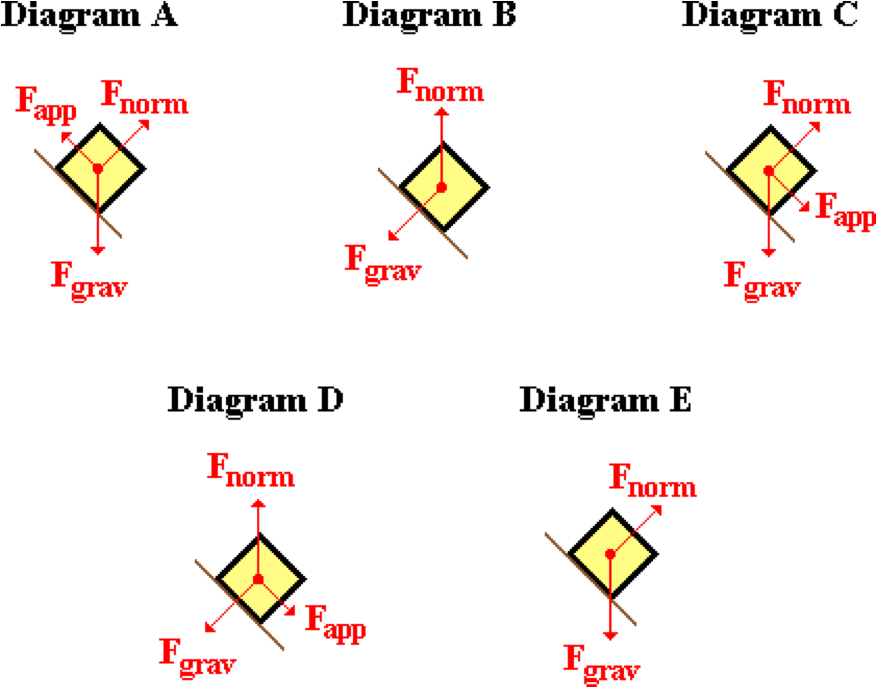 Diagram A
Diagram B
Diagram C
Fapp
Fnorm
Fgrav
Fnorm
Fgrav
Fnorm
Fapp
Fgrav
Diagram D
Diagram E
Fnorm
Fapp
Fgrav
Fnorm
Fgrav